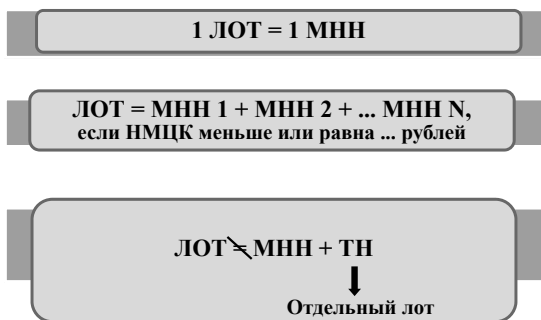 1 ЛОТ = 1 МНН
ЛОТ = МНН 1 + МНН 2 + ... МНН N,
если НМЦК меньше или равна ... рублей
ЛОТ ≠ МНН + ТН
Отдельный лот